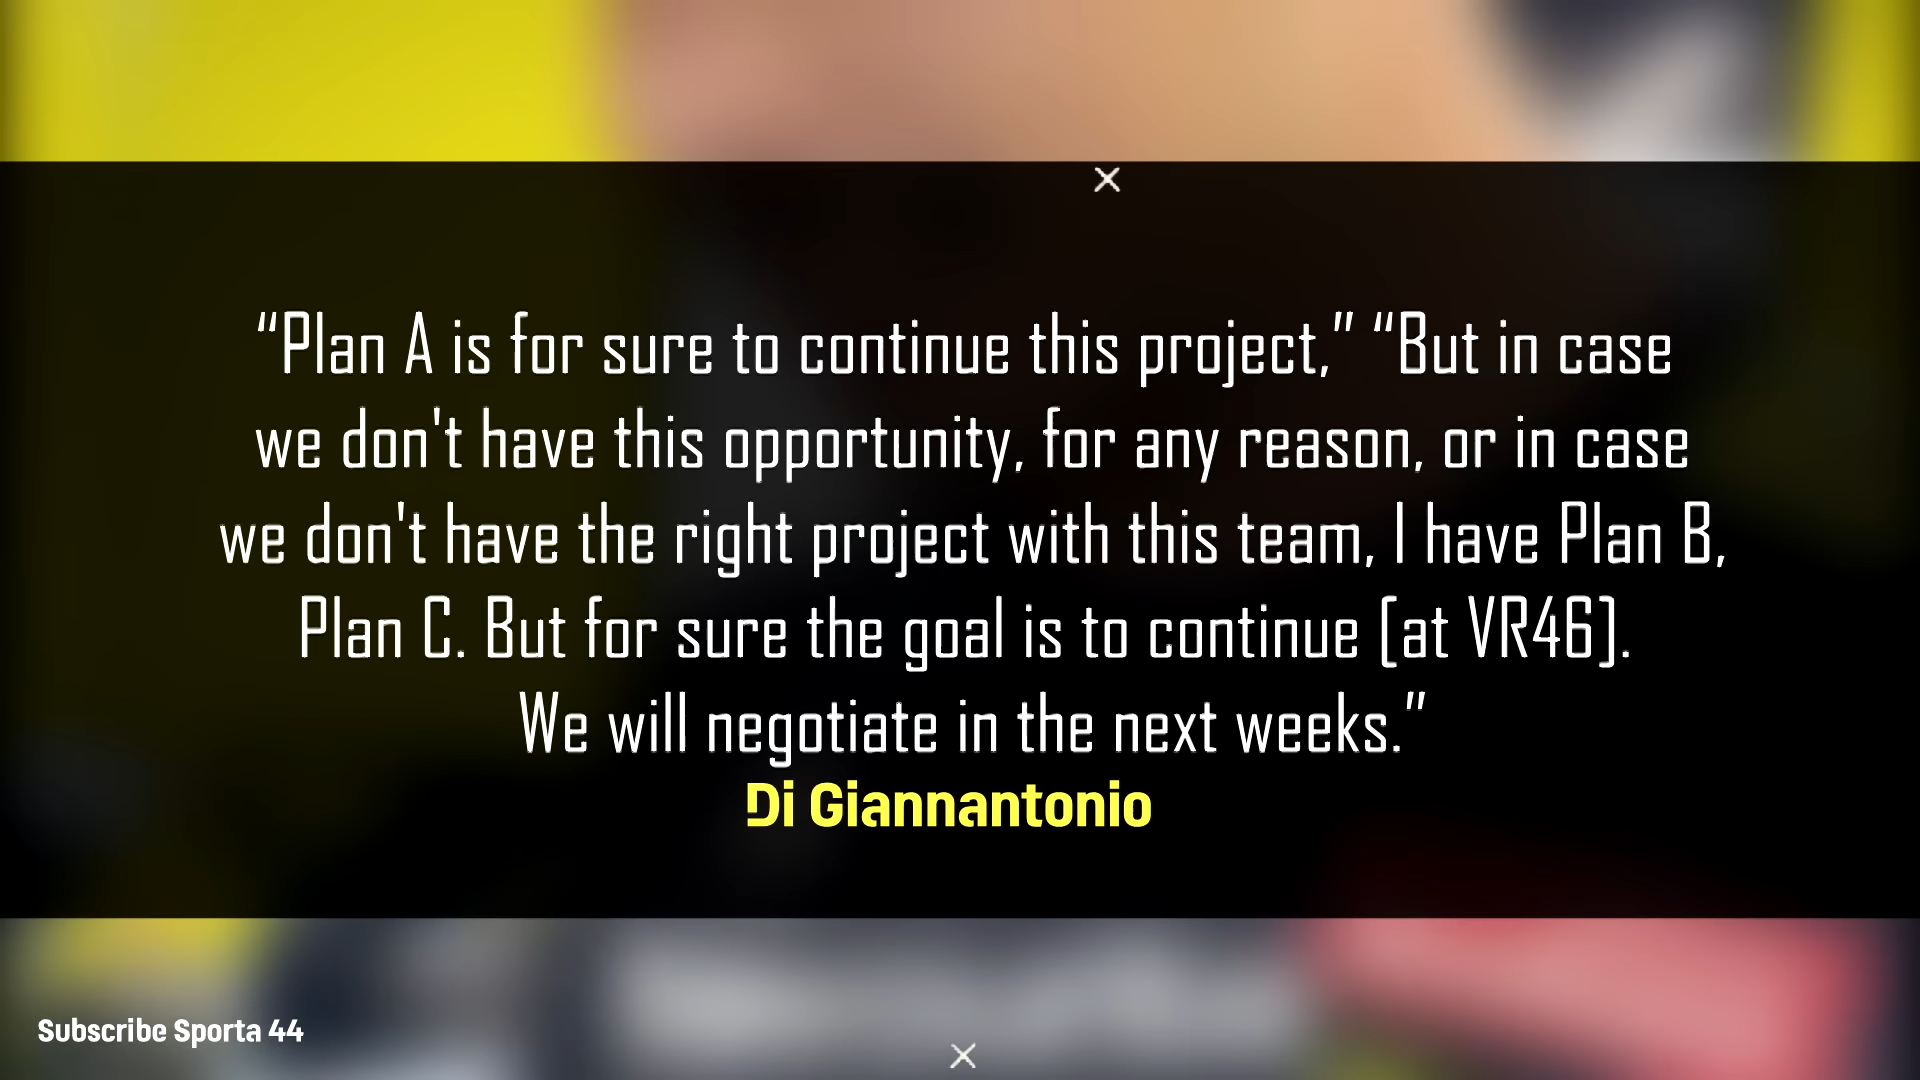 “Plan A is for sure to continue this project,” “But in case
we don't have this opportunity, for any reason, or in case
we don't have the right project with this team, I have Plan B,
Plan C. But for sure the goal is to continue [at VR46].
We will negotiate in the next weeks.”
Di Giannantonio
Subscribe Sporta 44